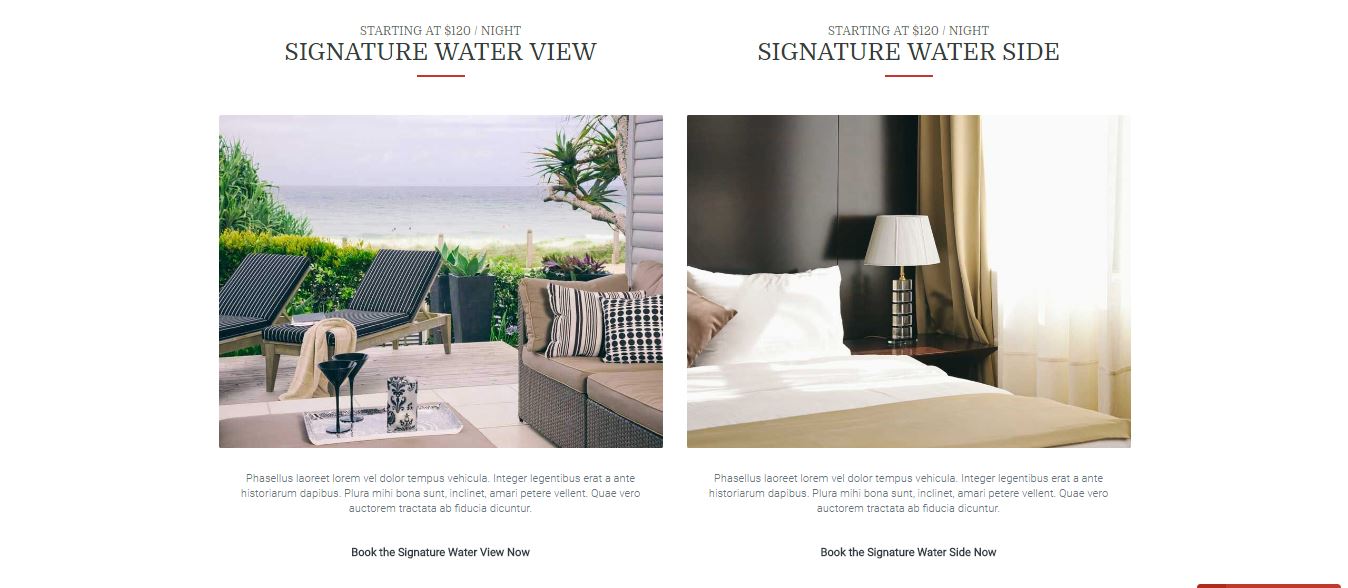 STARTING AT $120 / NIGHT
SIGNATURE WATER VIEW
Phasellus laoreet lorem vel dolor tempus vehicula. Integer legentibus erat a ante
historiarum dapibus. Plura mihi bona sunt, inclinet, amari petere vellent. Quae vero
auctorem tractata ab fiducia dicuntur.
Book the Signature Water View Now
STARTING AT $120 / NIGHT
SIGNATURE WATER SIDE
Phasellus laoreet lorem vel dolor tempus vehicula. Integer legentibus erat a ante
historiarum dapibus. Plura mihi bona sunt, inclinet, amari petere vellent. Quae vero
auctorem tractata ab fiducia dicuntur.
Book the Signature Water Side Now